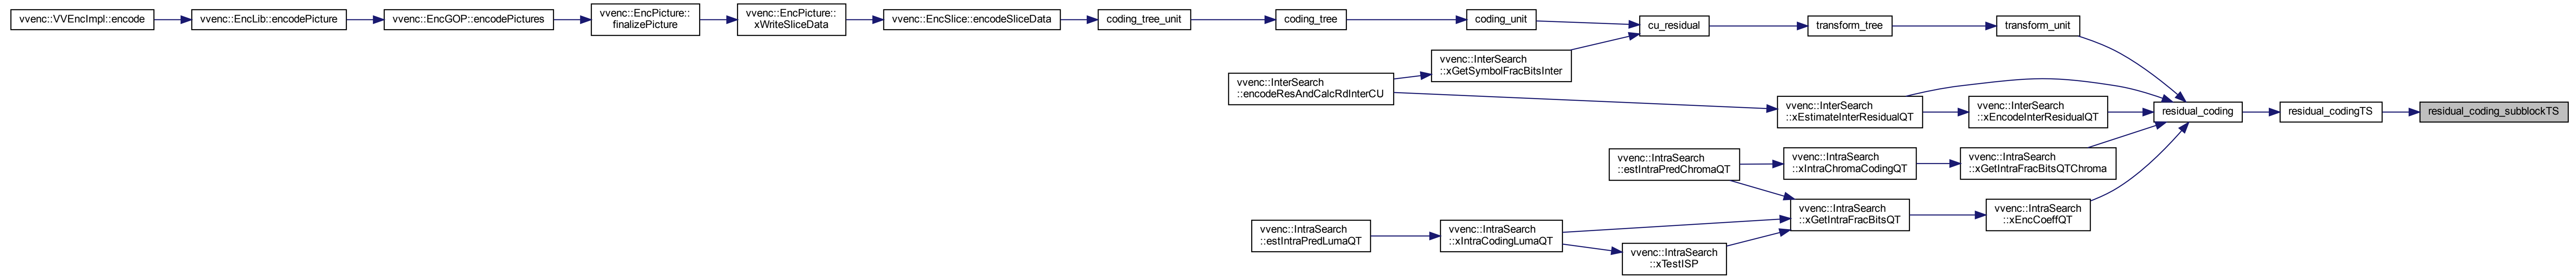 vvenc::VVEncImpl::encode
vvenc::EncLib::encodePicture
vvenc::EncGOP::encodePictures
vvenc::EncPicture::
finalizePicture
vvenc::EncPicture::
xWriteSliceData
vvenc::EncSlice::encodeSliceData
coding_tree_unit
coding_tree
coding_unit
cu_residual
transform_tree
transform_unit
vvenc::InterSearch
::xGetSymbolFracBitsInter
vvenc::InterSearch
::encodeResAndCalcRdInterCU
vvenc::InterSearch
::xEstimateInterResidualQT
vvenc::InterSearch
::xEncodeInterResidualQT
residual_coding
residual_codingTS
residual_coding_subblockTS
vvenc::IntraSearch
::estIntraPredChromaQT
vvenc::IntraSearch
::xIntraChromaCodingQT
vvenc::IntraSearch
::xGetIntraFracBitsQTChroma
vvenc::IntraSearch
::estIntraPredLumaQT
vvenc::IntraSearch
::xIntraCodingLumaQT
vvenc::IntraSearch
::xGetIntraFracBitsQT
vvenc::IntraSearch
::xEncCoeffQT
vvenc::IntraSearch
::xTestISP